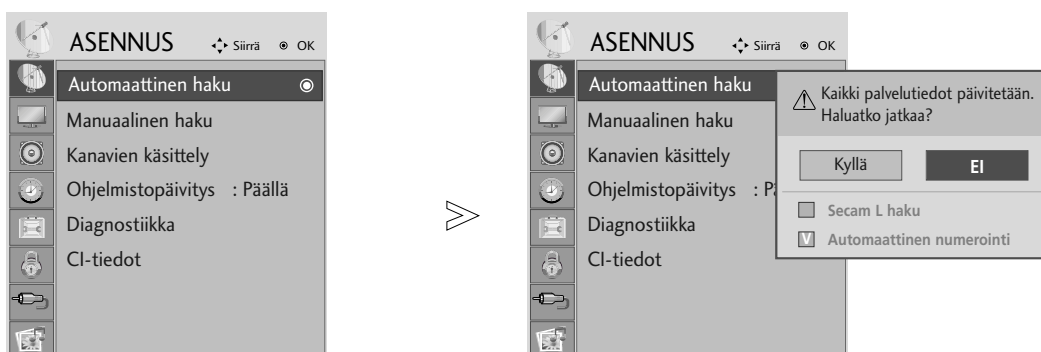 ASENNUS Siirrä OK
Automaattinen haku
Manuaalinen haku
Kanavien käsittely
Ohjelmistopäivitys : Päällä
Diagnostiikka
CI-tiedot
ASENNUS Siirrä OK
Automaattinen haku
Manuaalinen haku
Kanavien käsittely
Ohjelmistopäivitys : P
Diagnostiikka
CI-tiedot
Kaikki palvelutiedot päivitetään.
Haluatko jatkaa?
Kyllä EI
Secam L haku
V Automaattinen numerointi